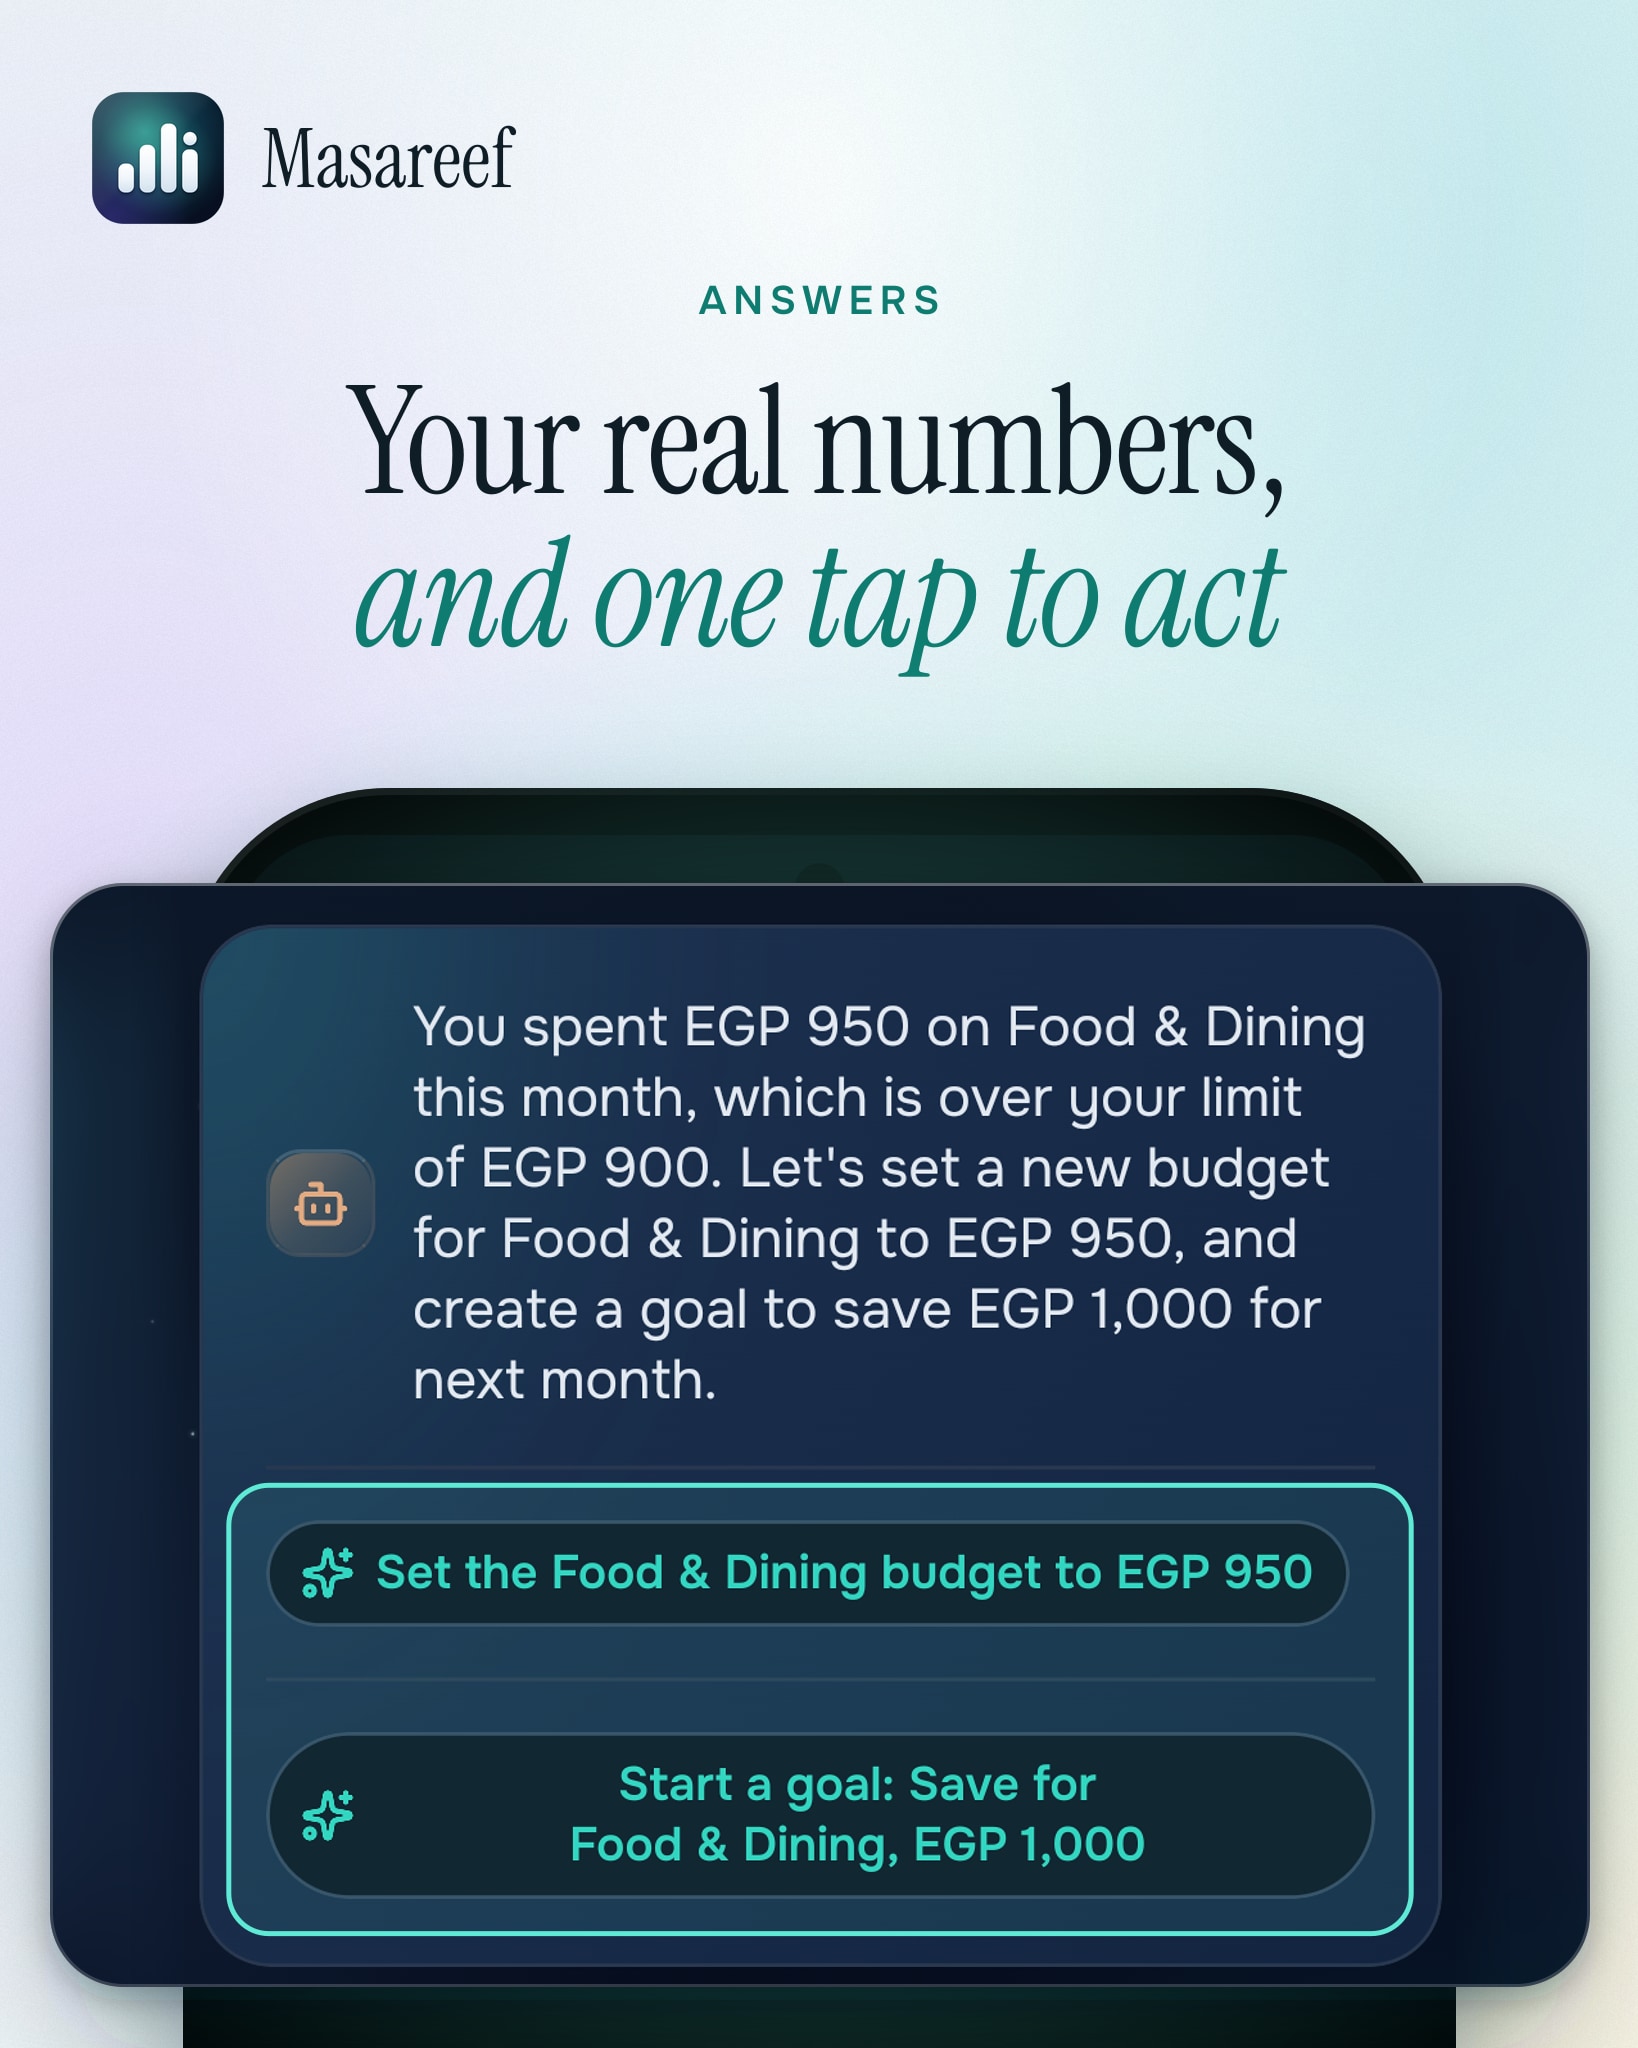 Masareef
ANSWERS
Your real numbers,
and one tap to act
You spent EGP 950 on Food & Dining
this month, which is over your limit
of EGP 900. Let's set a new budget
for Food & Dining to EGP 950, and
create a goal to save EGP 1,000 for
next month.
Set the Food & Dining budget to EGP 950
Start a goal: Save for
Food & Dining, EGP 1,000